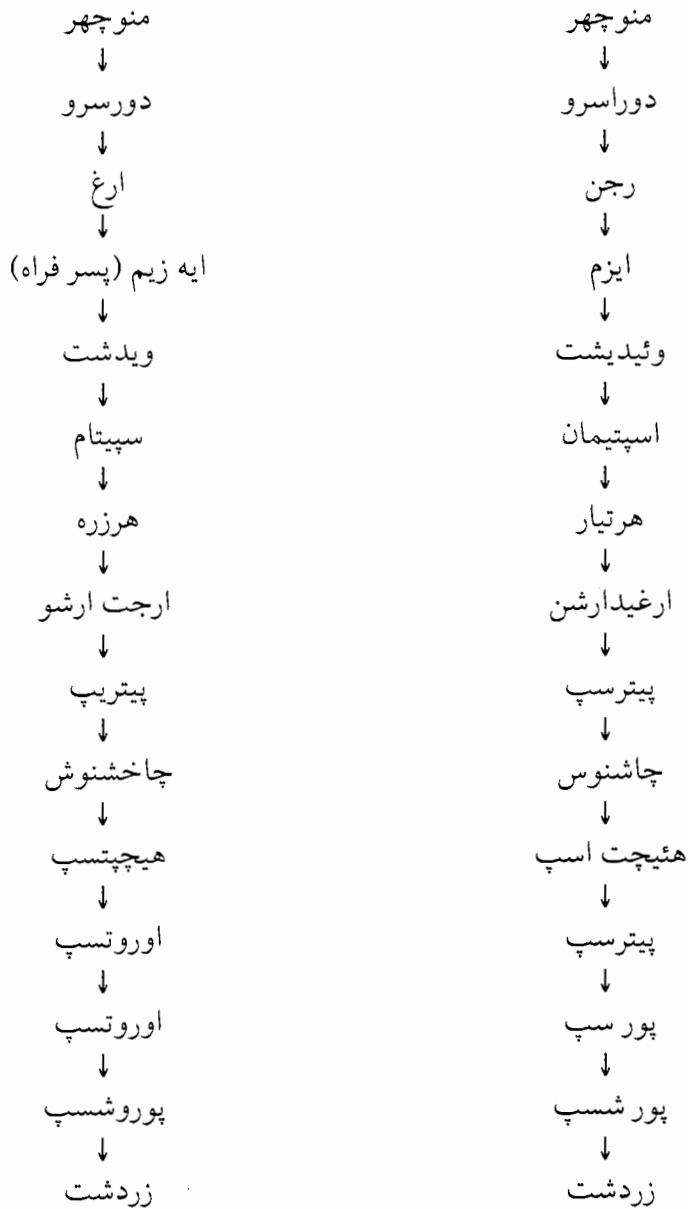 منوچهر
↓
دوراسرو
↓
رجن
↓
ایزم
↓
وئیدیشت
↓
اسپتیمان
↓
هرتیار
↓
ارغیدارشن
↓
پیترسپ
↓
چاشنوس
↓
هئیچت اسپ
↓
پیترسپ
↓
پور سپ
↓
پور شسپ
↓
زردشت
منوچهر
↓
دورسرو
↓
ارغ
↓
ایه زیم (پسر فراه)
↓
ویدشت
↓
سپیتام
↓
هرزره
↓
ارجت ارشو
↓
پیتریپ
↓
چاخشنوش
↓
هیچپتسپ
↓
اوروتسپ
↓
اوروتسپ
↓
پوروشسپ
↓
زردشت